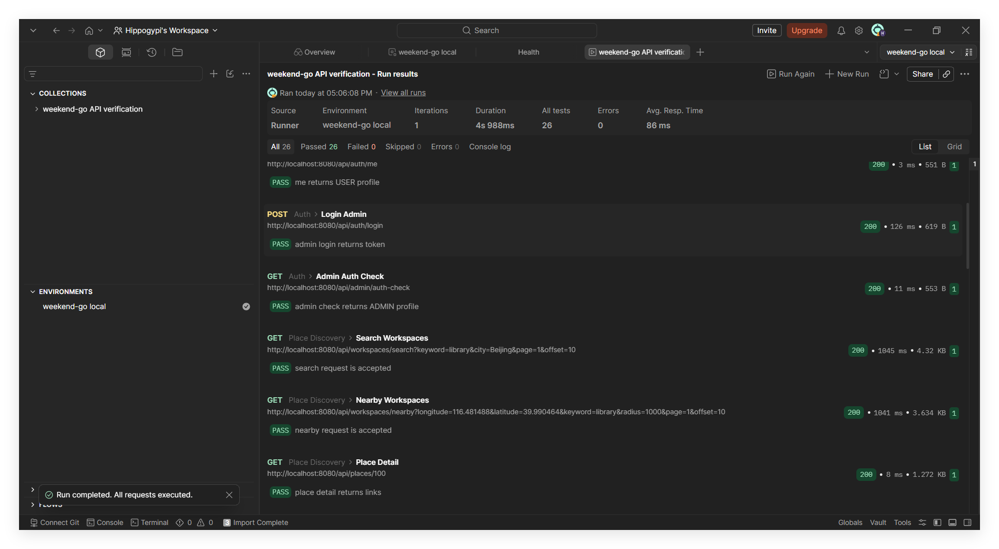 Hippogypi's Workspace
Search
Invite
Upgrade
Overview
weekend-go local
Health
weekend-go API verificatio
weekend-go local
weekend-go API verification - Run results
Run Again
New Run
Share
COLLECTIONS
weekend-go API verification
Ran today at 05:06:08 PM · View all runs
Source Environment Iterations Duration All tests Errors Avg. Resp. Time
Runner weekend-go local 1 4s 988ms 26 0 86 ms
All 26 Passed 26 Failed 0 Skipped 0 Errors 0 Console log
List Grid
http://localhost:8080/api/auth/me
200 • 3 ms • 551 B 1
1
PASS me returns USER profile
POST Auth > Login Admin
http://localhost:8080/api/auth/login
200 • 126 ms • 619 B 1
PASS admin login returns token
GET Auth > Admin Auth Check
http://localhost:8080/api/admin/auth-check
200 • 11 ms • 553 B 1
PASS admin check returns ADMIN profile
GET Place Discovery > Search Workspaces
http://localhost:8080/api/workspaces/search?keyword=library&city=Beijing&page=1&offset=10
200 • 1045 ms • 4.32 KB 1
PASS search request is accepted
GET Place Discovery > Nearby Workspaces
http://localhost:8080/api/workspaces/nearby?longitude=116.481488&latitude=39.990464&keyword=library&radius=1000&page=1&offset=10
200 • 1041 ms • 3.634 KB 1
PASS nearby request is accepted
GET Place Discovery > Place Detail
http://localhost:8080/api/places/100
200 • 8 ms • 1.272 KB 1
PASS place detail returns links
ENVIRONMENTS
weekend-go local
Run completed. All requests executed.
FLOWS
Connect Git
Console
Terminal
0
0
3 Import Complete
Globals
Vault
Tools